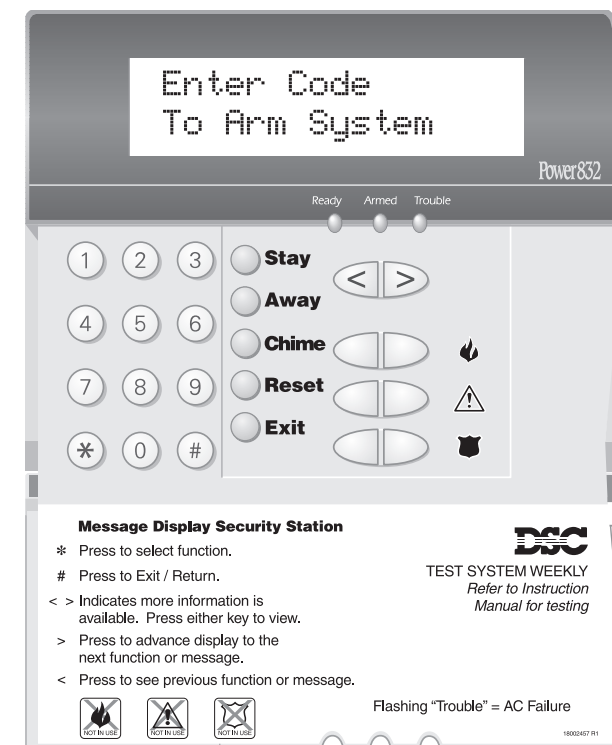 Enter Code
To Arm System
Power832
Ready Armed Trouble
1 2 3
4 5 6
7 8 9
* 0 #
Stay
Away
Chime
Reset
Exit
< >
Message Display Security Station
* Press to select function.
# Press to Exit / Return.
< > Indicates more information is
available. Press either key to view.
> Press to advance display to the
next function or message.
< Press to see previous function or message.
NOT IN USE NOT IN USE NOT IN USE
DSC
TEST SYSTEM WEEKLY
Refer to Instruction
Manual for testing
Flashing “Trouble” = AC Failure
18002457 R1